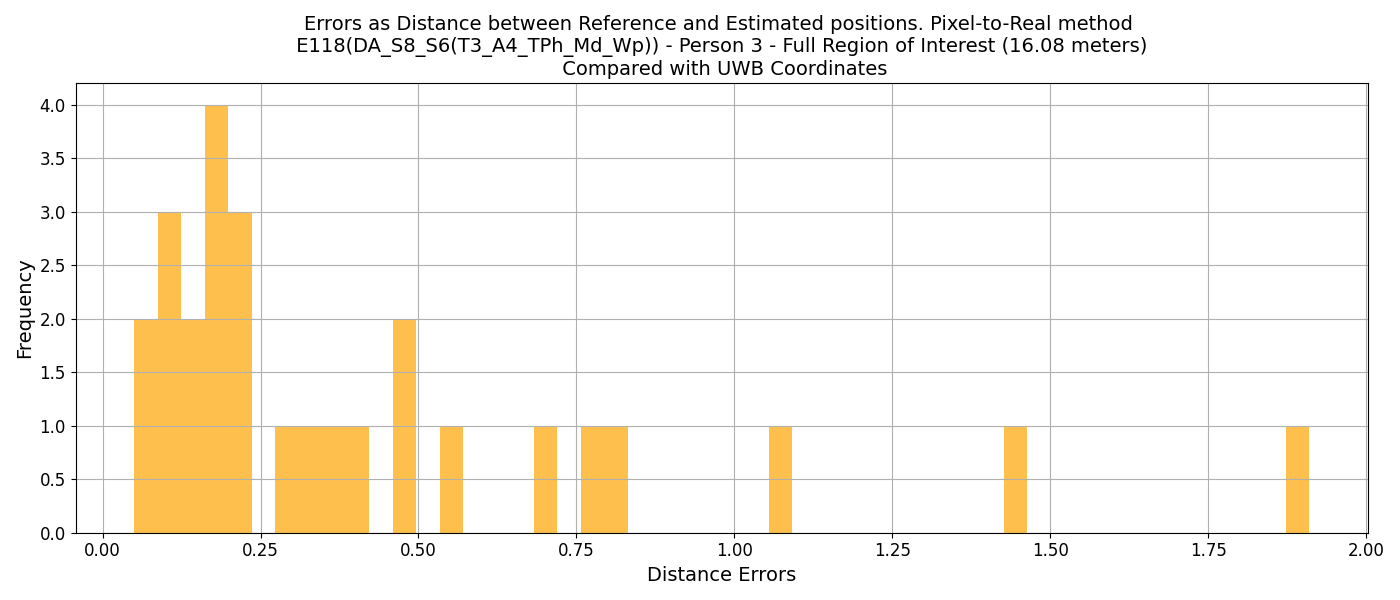 Errors as Distance between Reference and Estimated positions. Pixel-to-Real method
E118(DA_S8_S6(T3_A4_TPh_Md_Wp)) - Person 3 - Full Region of Interest (16.08 meters)
Compared with UWB Coordinates
4.0
3.5
3.0
2.5
2.0
1.5
1.0
0.5
0.0
Frequency
0.00 0.25 0.50 0.75 1.00 1.25 1.50 1.75 2.00
Distance Errors